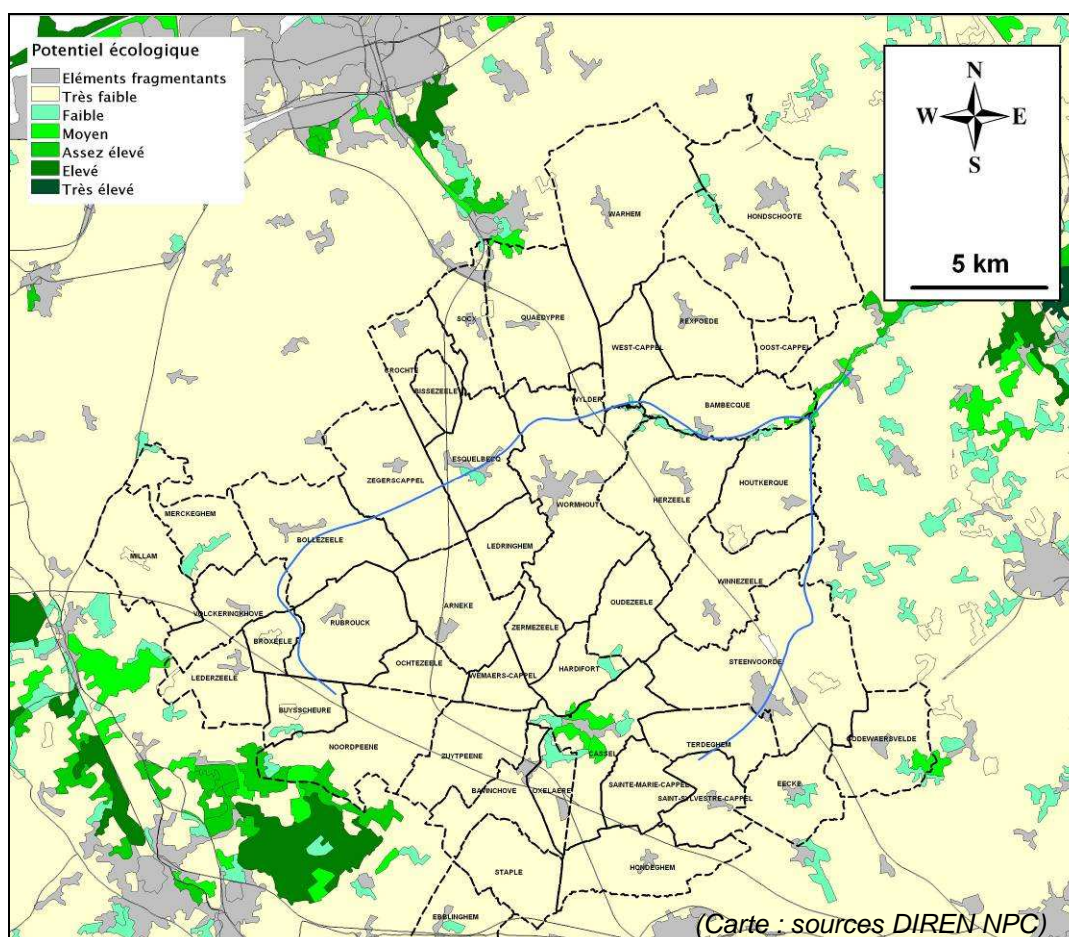 Potentiel écologique
Eléments fragmentants
Très faible
Faible
Moyen
Assez élevé
Elevé
Très élevé
N
W E
S
5 km
WARHEM
HONDSCHOOTE
SOCX
QUAEDYPRE
REXPOEDE
WEST-CAPPEL
OOST-CAPPEL
CROCHTE
BISSEZEELE
WYLDER
BAMBECQUE
ESQUELBECQ
ZEGERSCAPPEL
HOUTKERQUE
HERZEELE
WORMHOUT
MERCKEGHEM
BOLLEZEELE
LEDRINGHEM
MILLAM
WINNEZEELE
OUDEZEELE
ARNEKE
VOLCKERINCKHOVE
RUBROUCK
ZERMEZEELE
BROXEELE
OCHTEZEELE
STEENVOORDE
HARDIFORT
WEMAERS-CAPPEL
LEDERZEELE
BUYSSCHEURE
NOORDPEENE
TERDEGHEM
GODEWAERSVELDE
ZUYTPEENE
CASSEL
BAVINCHOVE
OXELAERE
SAINTE-MARIE-CAPPEL
EECKE
SAINT-SYLVESTRE-CAPPEL
HONDEGHEM
STAPLE
EBBLINGHEM
(Carte : sources DIREN NPC)